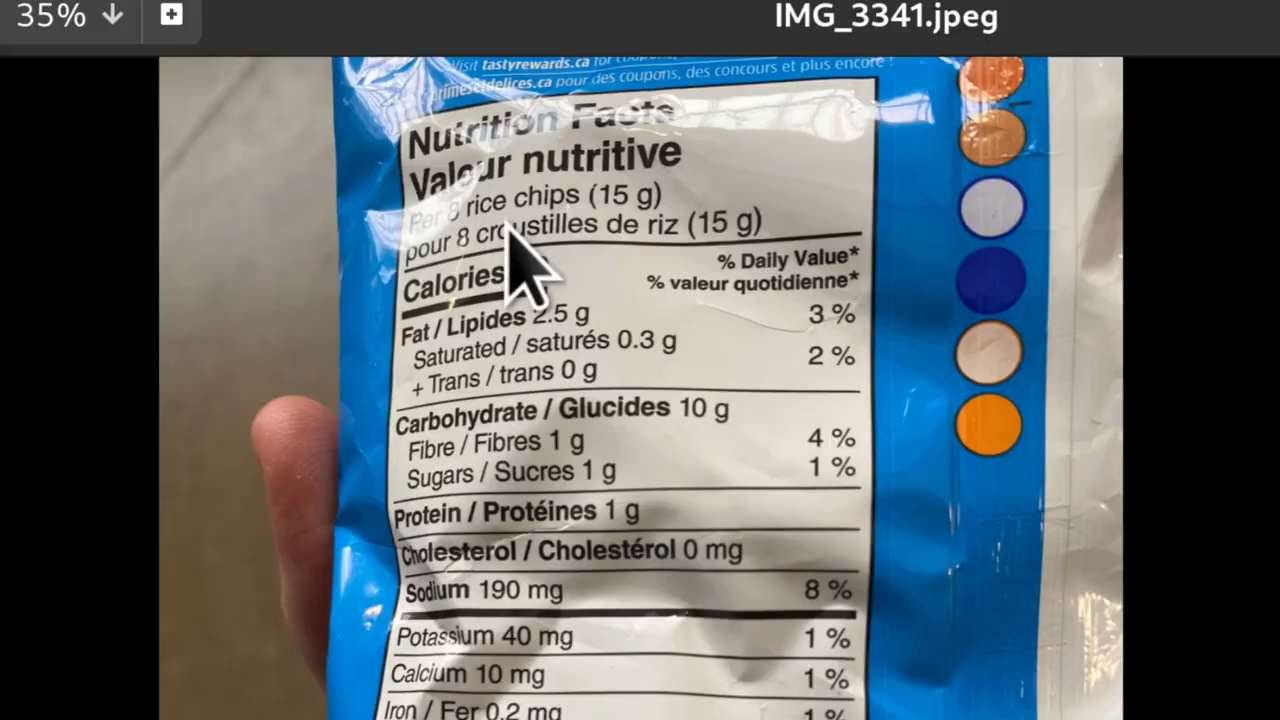 35%
IMG_3341.jpeg
Visit tastyrewards.ca for coupons,
primesetdelices.ca pour des coupons, des concours et plus encore !
Nutrition Facts
Valeur nutritive
Per 8 rice chips (15 g)
pour 8 croustilles de riz (15 g)
Calories
% Daily Value*
% valeur quotidienne*
Fat / Lipides 2.5 g 3 %
Saturated / saturés 0.3 g
+ Trans / trans 0 g 2 %
Carbohydrate / Glucides 10 g
Fibre / Fibres 1 g 4 %
Sugars / Sucres 1 g 1 %
Protein / Protéines 1 g
Cholesterol / Cholestérol 0 mg
Sodium 190 mg 8 %
Potassium 40 mg 1 %
Calcium 10 mg 1 %
Iron / Fer 0.2 mg 1 %